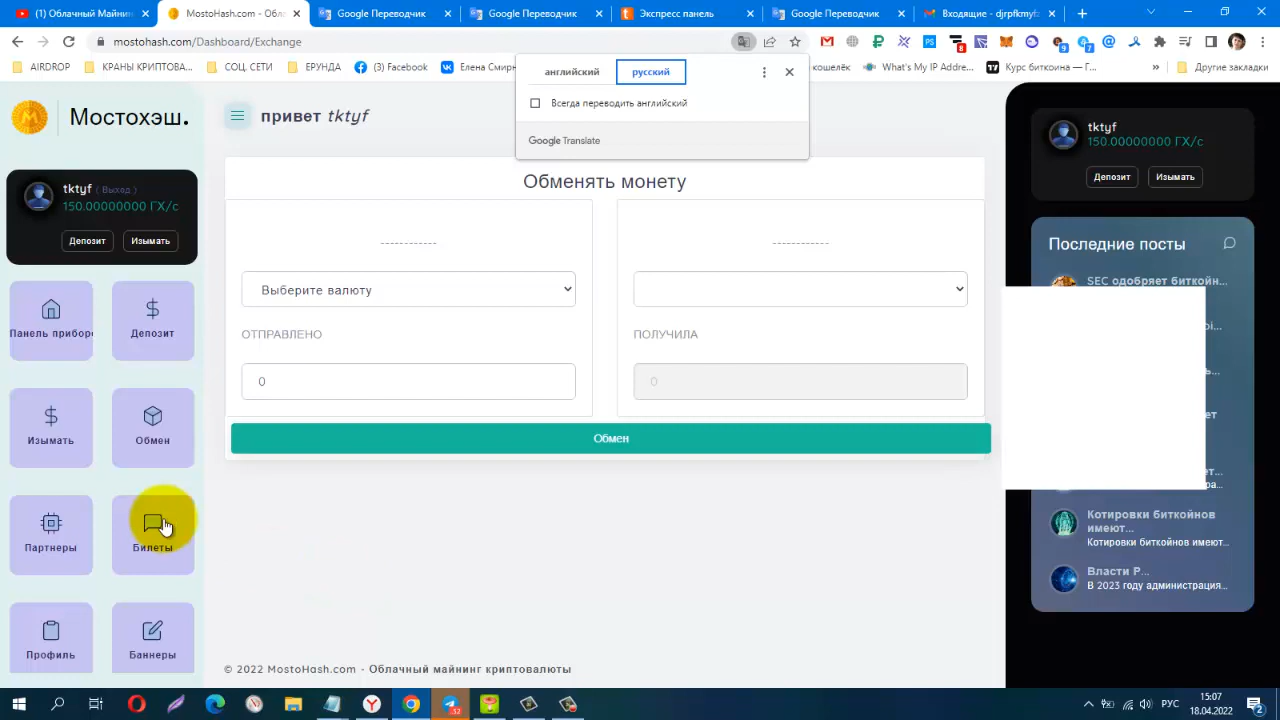 (1) Облачный Майнин
MostoHash.com - Обл
Google Переводчик
Google Переводчик
Экспресс панель
Google Переводчик
Входящие - djrpfkmyf
mostohash.com/Dashboard/Exchange
AIRDROP
КРАНЫ КРИПТОВА...
СОЦ. СЕТИ
ЕРУНДА
(3) Facebook
Елена Смирн
кошелёк
What's My IP Addre...
Курс биткоина — Г...
»
Другие закладки
английский
русский
Всегда переводить английский
Google Translate
Мостохэш.
привет tktyf
tktyf ( Выход )
150.00000000 ГХ/с
Депозит
Изымать
Панель приборо
Депозит
Изымать
Обмен
Партнеры
Билеты
Профиль
Баннеры
Обменять монету
-----------
-----------
Выберите валюту
ОТПРАВЛЕНО
ПОЛУЧИЛА
0
0
Обмен
© 2022 MostoHash.com - Облачный майнинг криптовалюты
tktyf
150.00000000 ГХ/с
Депозит
Изымать
Последние посты
SEC одобряет биткойн...
Котировки биткойнов
имеют...
Котировки биткойнов имеют...
Власти Р...
В 2023 году администрация...
12
РУС
15:07
18.04.2022
2